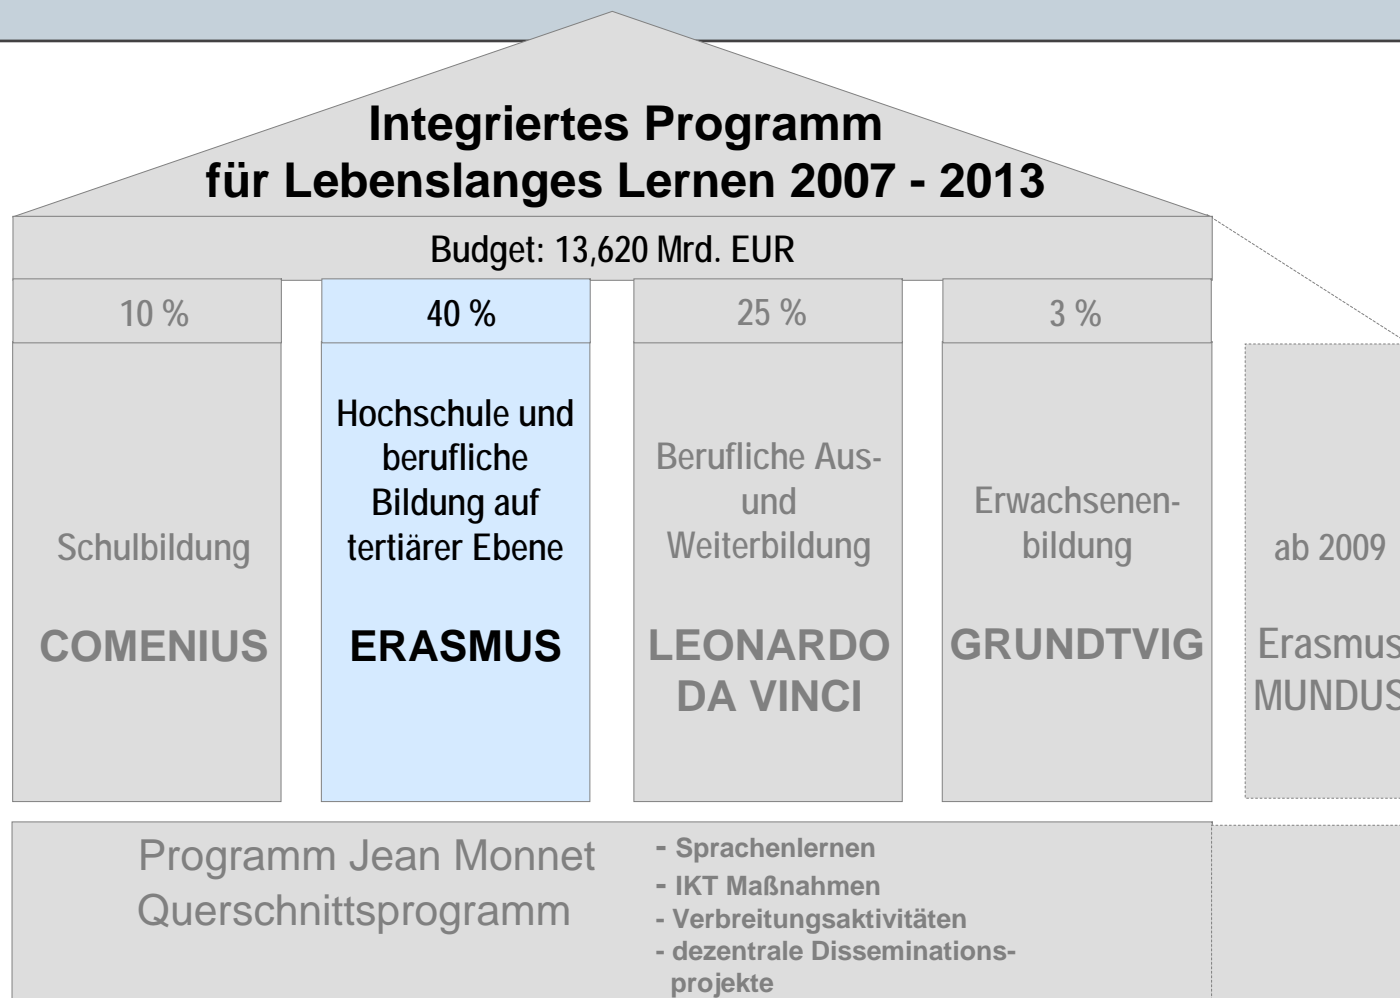 Integriertes Programm
für Lebenslanges Lernen 2007 - 2013
Budget: 13,620 Mrd. EUR
10 %
Schulbildung
COMENIUS
40 %
Hochschule und
berufliche
Bildung auf
tertiärer Ebene
ERASMUS
25 %
Berufliche Aus-
und
Weiterbildung
LEONARDO
DA VINCI
3 %
Erwachsenen-
bildung
GRUNDTVIG
ab 2009
Erasmus
MUNDUS
Programm Jean Monnet
Querschnittsprogramm
- Sprachenlernen
- IKT Maßnahmen
- Verbreitungsaktivitäten
- dezentrale Disseminations-
projekte